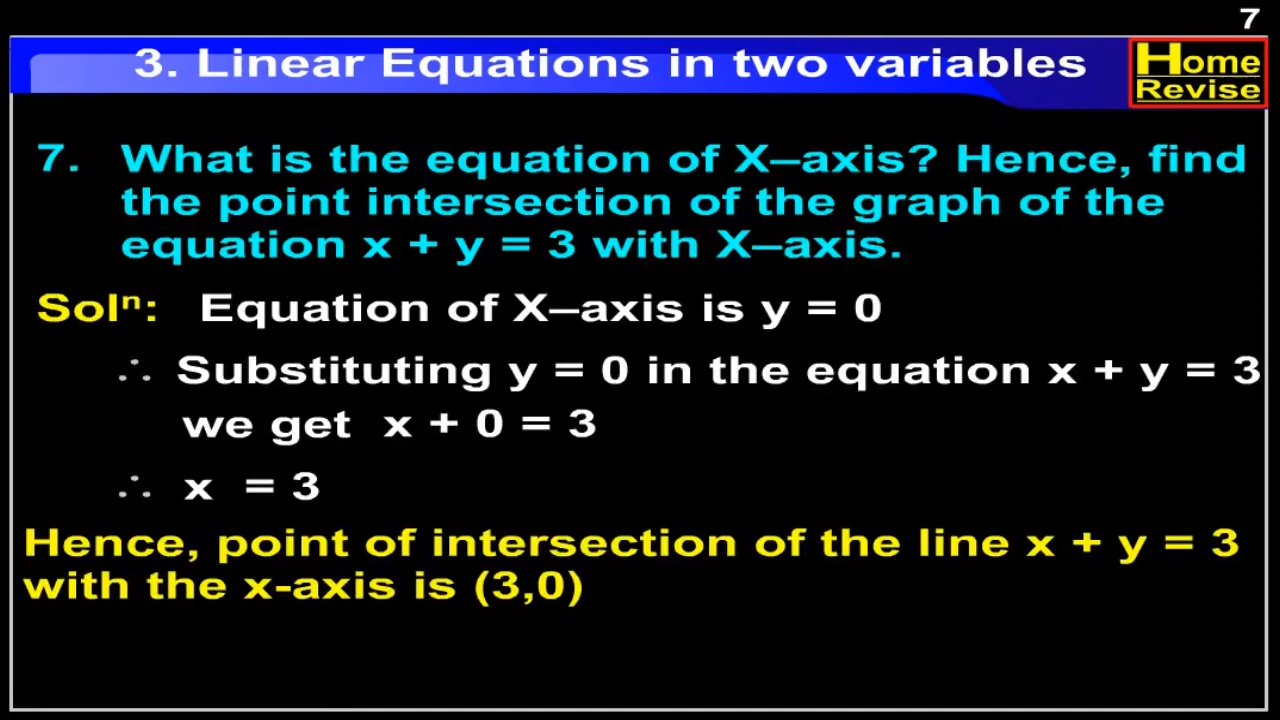 7
3. Linear Equations in two variables
Home
Revise
7. What is the equation of X–axis? Hence, find
the point intersection of the graph of the
equation x + y = 3 with X–axis.
Solⁿ: Equation of X–axis is y = 0
∴ Substituting y = 0 in the equation x + y = 3
we get x + 0 = 3
∴ x = 3
Hence, point of intersection of the line x + y = 3
with the x-axis is (3,0)